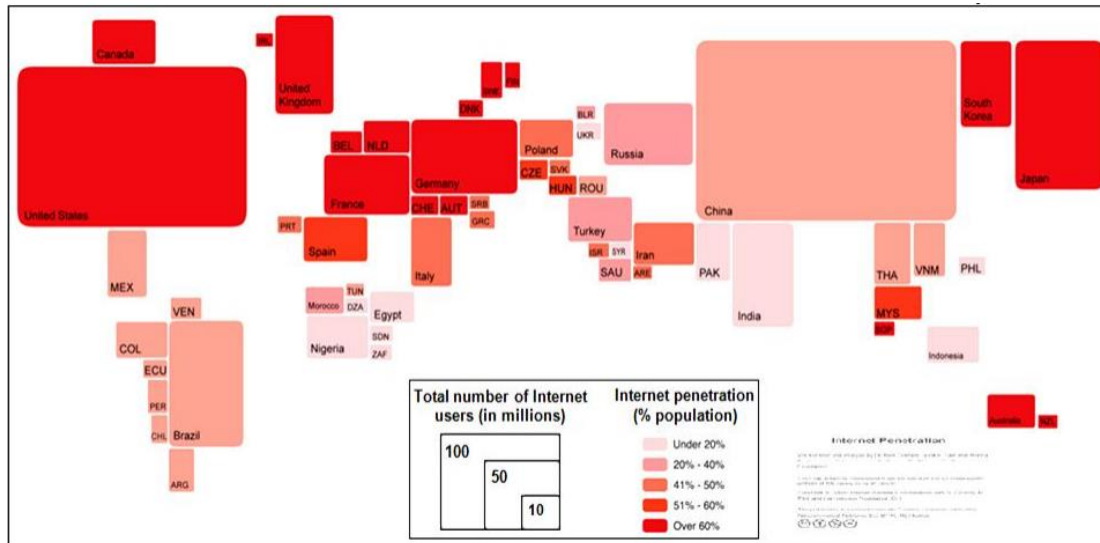 Canada
United States
MEX
VEN
COL
ECU
PER
CHL
Brazil
ARG
IRL
United
Kingdom
DNK
FIN
BEL
NLD
Germany
France
CHE
AUT
SRB
GRC
PRT
Spain
Italy
Poland
CZE
SVK
HUN
ROU
BLR
UKR
Russia
Turkey
ISR
SYR
SAU
Iran
ARE
Morocco
TUN
DZA
Egypt
Nigeria
SDN
ZAF
China
South
Korea
Japan
PAK
India
THA
VNM
PHL
MYS
SGP
Indonesia
Australia
NZL
Total number of Internet
users (in millions)
100
50
10
Internet penetration
(% population)
Under 20%
20% - 40%
41% - 50%
51% - 60%
Over 60%
Internet Penetration